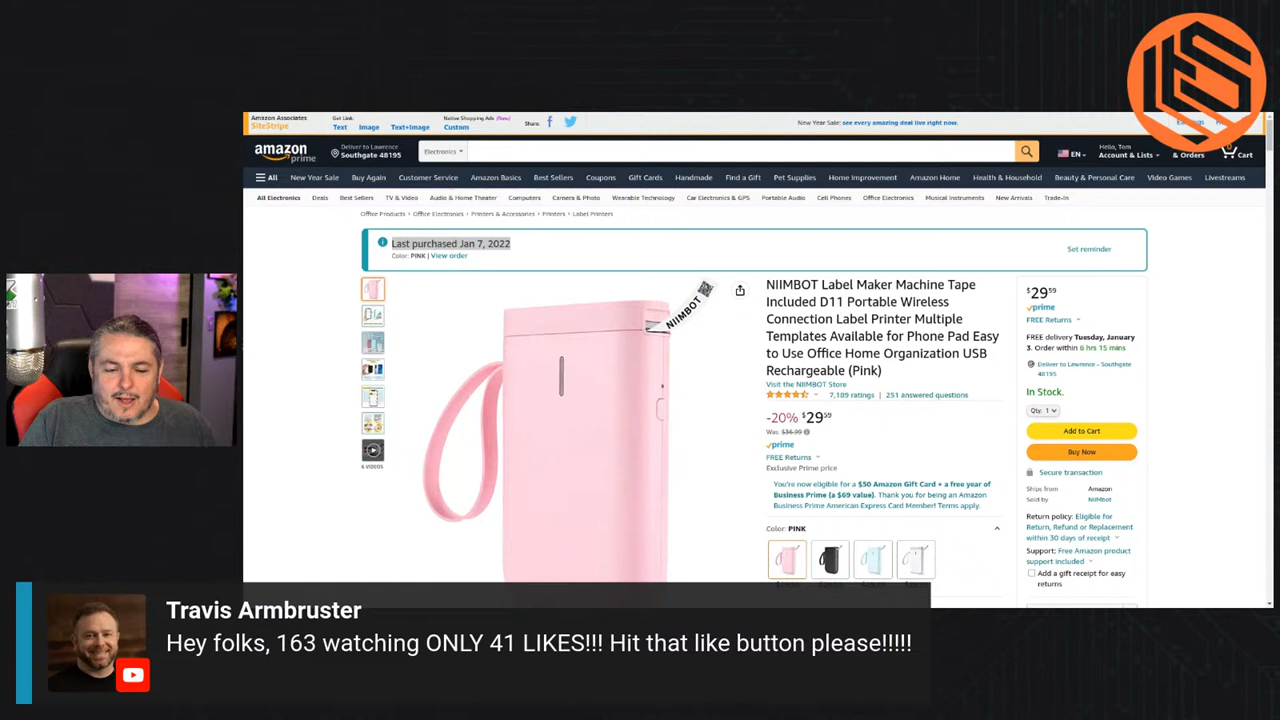 Amazon Associates
SiteStripe
Get Link:
Text Image Text+Image
Native Shopping Ads (New)
Custom
Share:
New Year Sale: see every amazing deal live right now.
amazon
prime
Deliver to Lawrence
Southgate 48195
Electronics
EN
Hello, Tom
Account & Lists
& Orders
0
Cart
All New Year Sale Buy Again Customer Service Amazon Basics Best Sellers Coupons Gift Cards Handmade Find a Gift Pet Supplies Home Improvement Amazon Home Health & Household Beauty & Personal Care Video Games Livestreams
All Electronics Deals Best Sellers TV & Video Audio & Home Theater Computers Camera & Photo Wearable Technology Car Electronics & GPS Portable Audio Cell Phones Office Electronics Musical Instruments New Arrivals Trade-In
Office Products › Office Electronics › Printers & Accessories › Printers › Label Printers
Last purchased Jan 7, 2022
Color: PINK | View order
Set reminder
6 VIDEOS
NIIMBOT
NIIMBOT Label Maker Machine Tape
Included D11 Portable Wireless
Connection Label Printer Multiple
Templates Available for Phone Pad Easy
to Use Office Home Organization USB
Rechargeable (Pink)
Visit the NIIMBOT Store
7,189 ratings | 251 answered questions
-20% $2959
Was: $36.99
prime
FREE Returns
Exclusive Prime price
You're now eligible for a $50 Amazon Gift Card + a free year of
Business Prime (a $69 value). Thank you for being an Amazon
Business Prime American Express Card Member! Terms apply.
Color: PINK
$2959
prime
FREE Returns
FREE delivery Tuesday, January
3. Order within 6 hrs 15 mins
Deliver to Lawrence - Southgate
48195
In Stock.
Qty: 1
Add to Cart
Buy Now
Secure transaction
Ships from Amazon
Sold by NiiMbot
Return policy: Eligible for
Return, Refund or Replacement
within 30 days of receipt
Support: Free Amazon product
support included
Add a gift receipt for easy
returns
Travis Armbruster
Hey folks, 163 watching ONLY 41 LIKES!!! Hit that like button please!!!!!